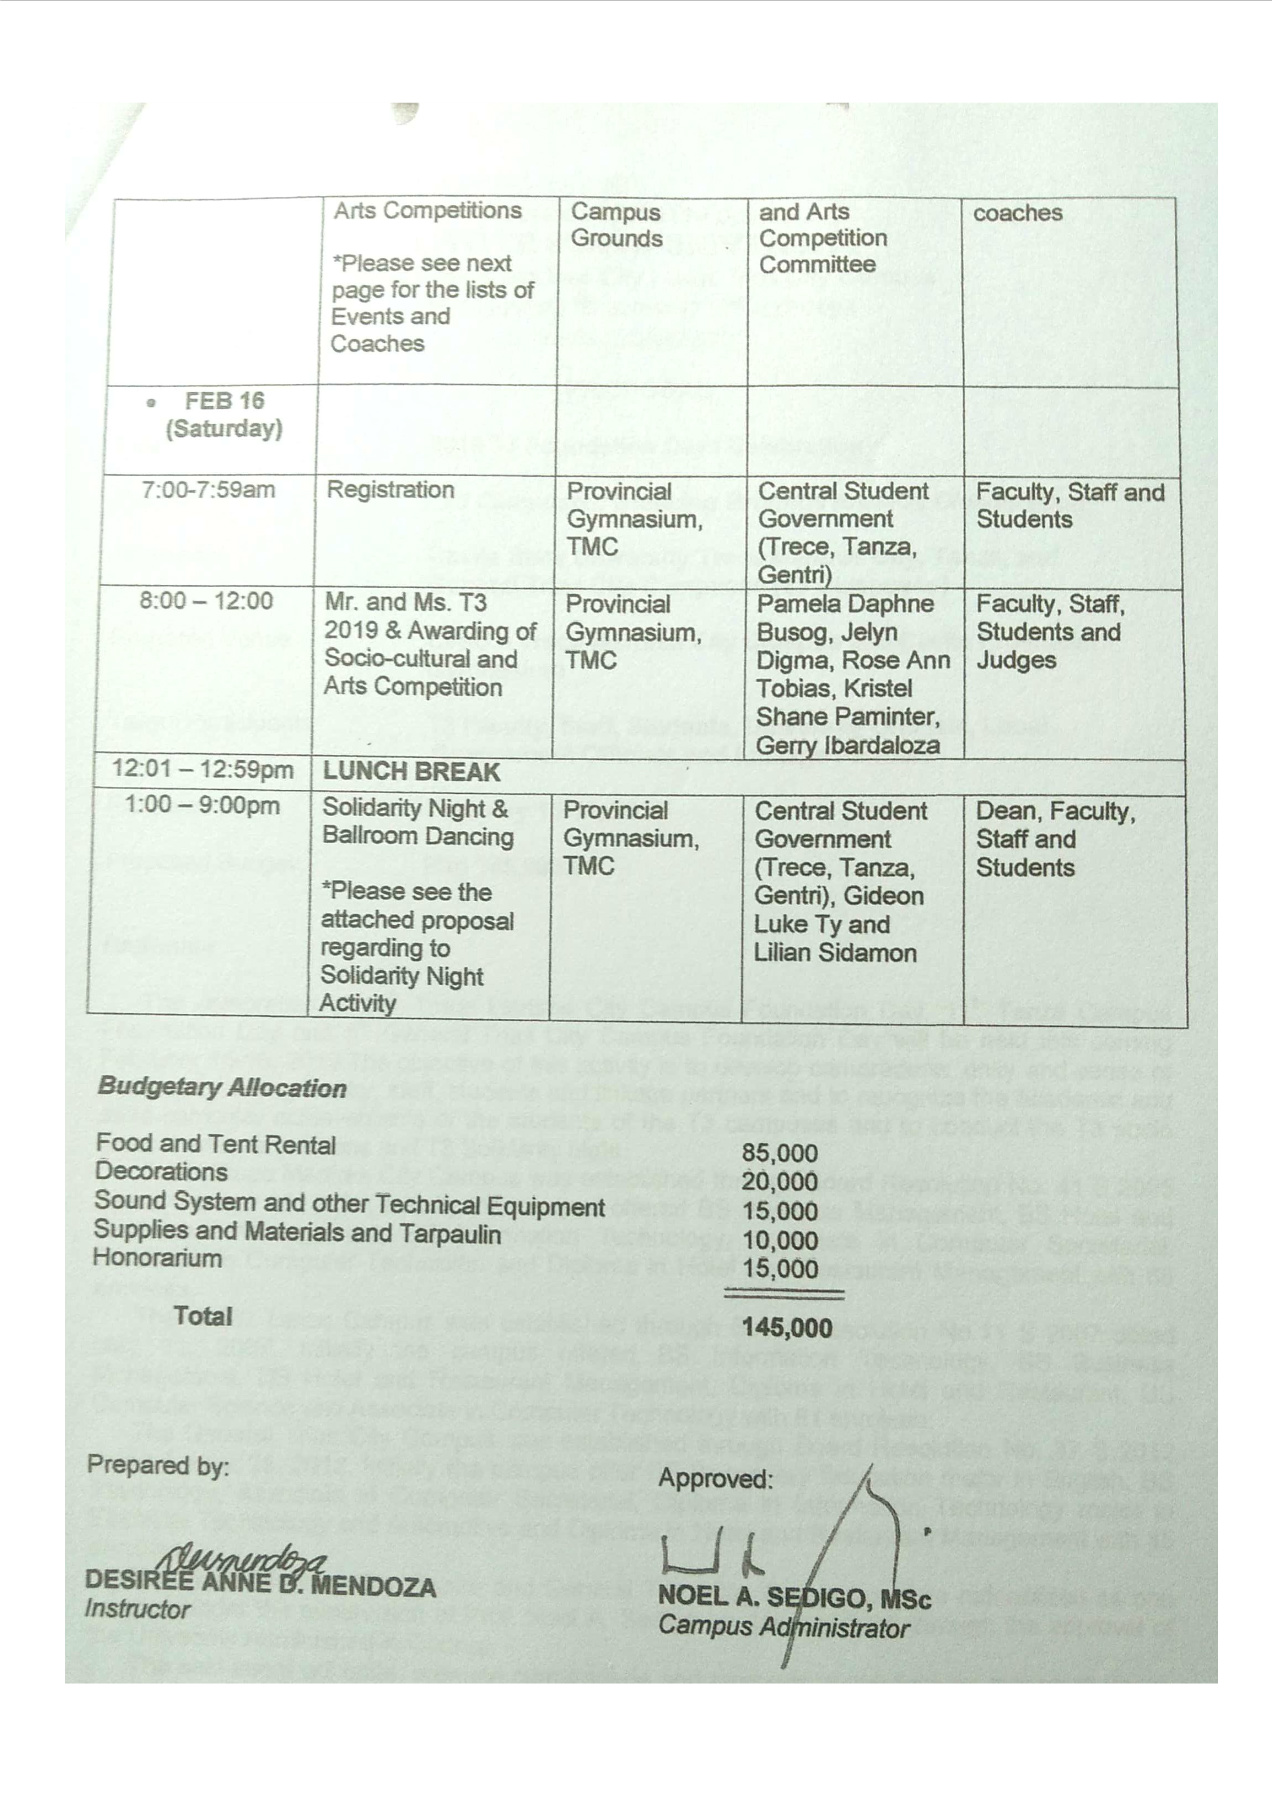 Arts Competitions
*Please see next
page for the lists of
Events and
Coaches
Campus
Grounds
and Arts
Competition
Committee
coaches
• FEB 16
(Saturday)
7:00-7:59am
Registration
Provincial
Gymnasium,
TMC
Central Student
Government
(Trece, Tanza,
Gentri)
Faculty, Staff and
Students
8:00 – 12:00
Mr. and Ms. T3
2019 & Awarding of
Socio-cultural and
Arts Competition
Provincial
Gymnasium,
TMC
Pamela Daphne
Busog, Jelyn
Digma, Rose Ann
Tobias, Kristel
Shane Paminter,
Gerry Ibardaloza
Faculty, Staff,
Students and
Judges
12:01 – 12:59pm
LUNCH BREAK
1:00 – 9:00pm
Solidarity Night &
Ballroom Dancing
*Please see the
attached proposal
regarding to
Solidarity Night
Activity
Provincial
Gymnasium,
TMC
Central Student
Government
(Trece, Tanza,
Gentri), Gideon
Luke Ty and
Lilian Sidamon
Dean, Faculty,
Staff and
Students
Budgetary Allocation
Food and Tent Rental 85,000
Decorations 20,000
Sound System and other Technical Equipment 15,000
Supplies and Materials and Tarpaulin 10,000
Honorarium 15,000
Total 145,000
Prepared by:
DESIREE ANNE D. MENDOZA
Instructor
Approved:
NOEL A. SEDIGO, MSc
Campus Administrator